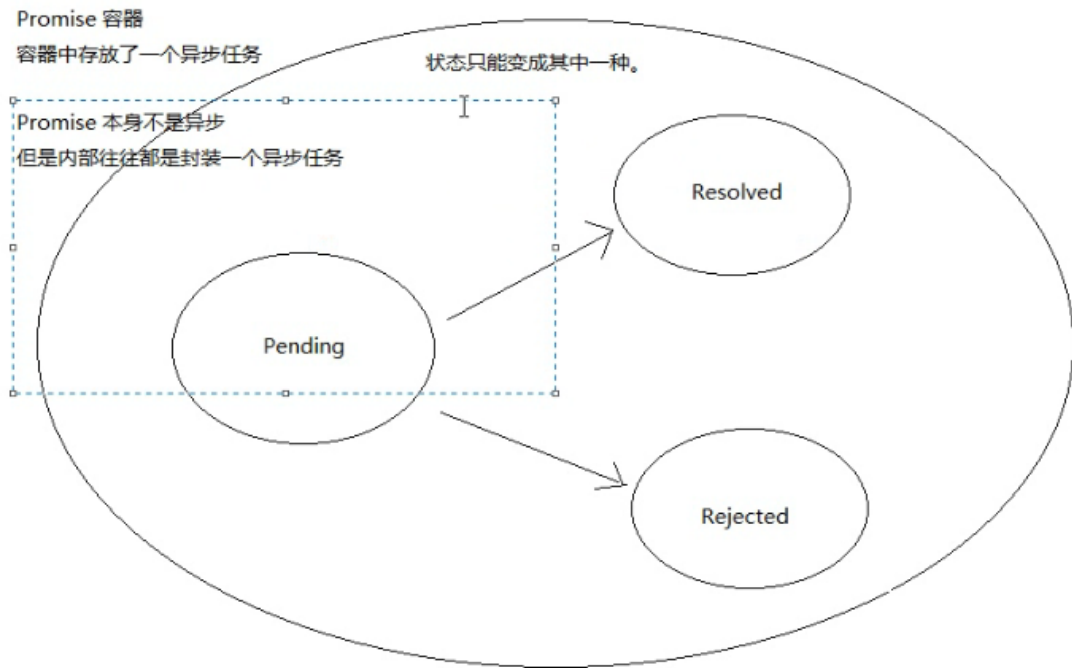 Promise 容器
容器中存放了一个异步任务
状态只能变成其中一种。
Promise 本身不是异步
但是内部往往都是封装一个异步任务
Resolved
Pending
Rejected